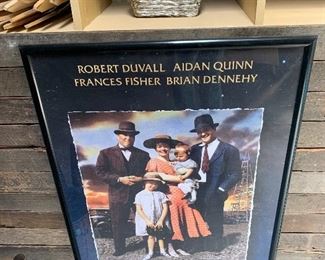 ROBERT DUVALL AIDAN QUINN
FRANCES FISHER BRIAN DENNEHY